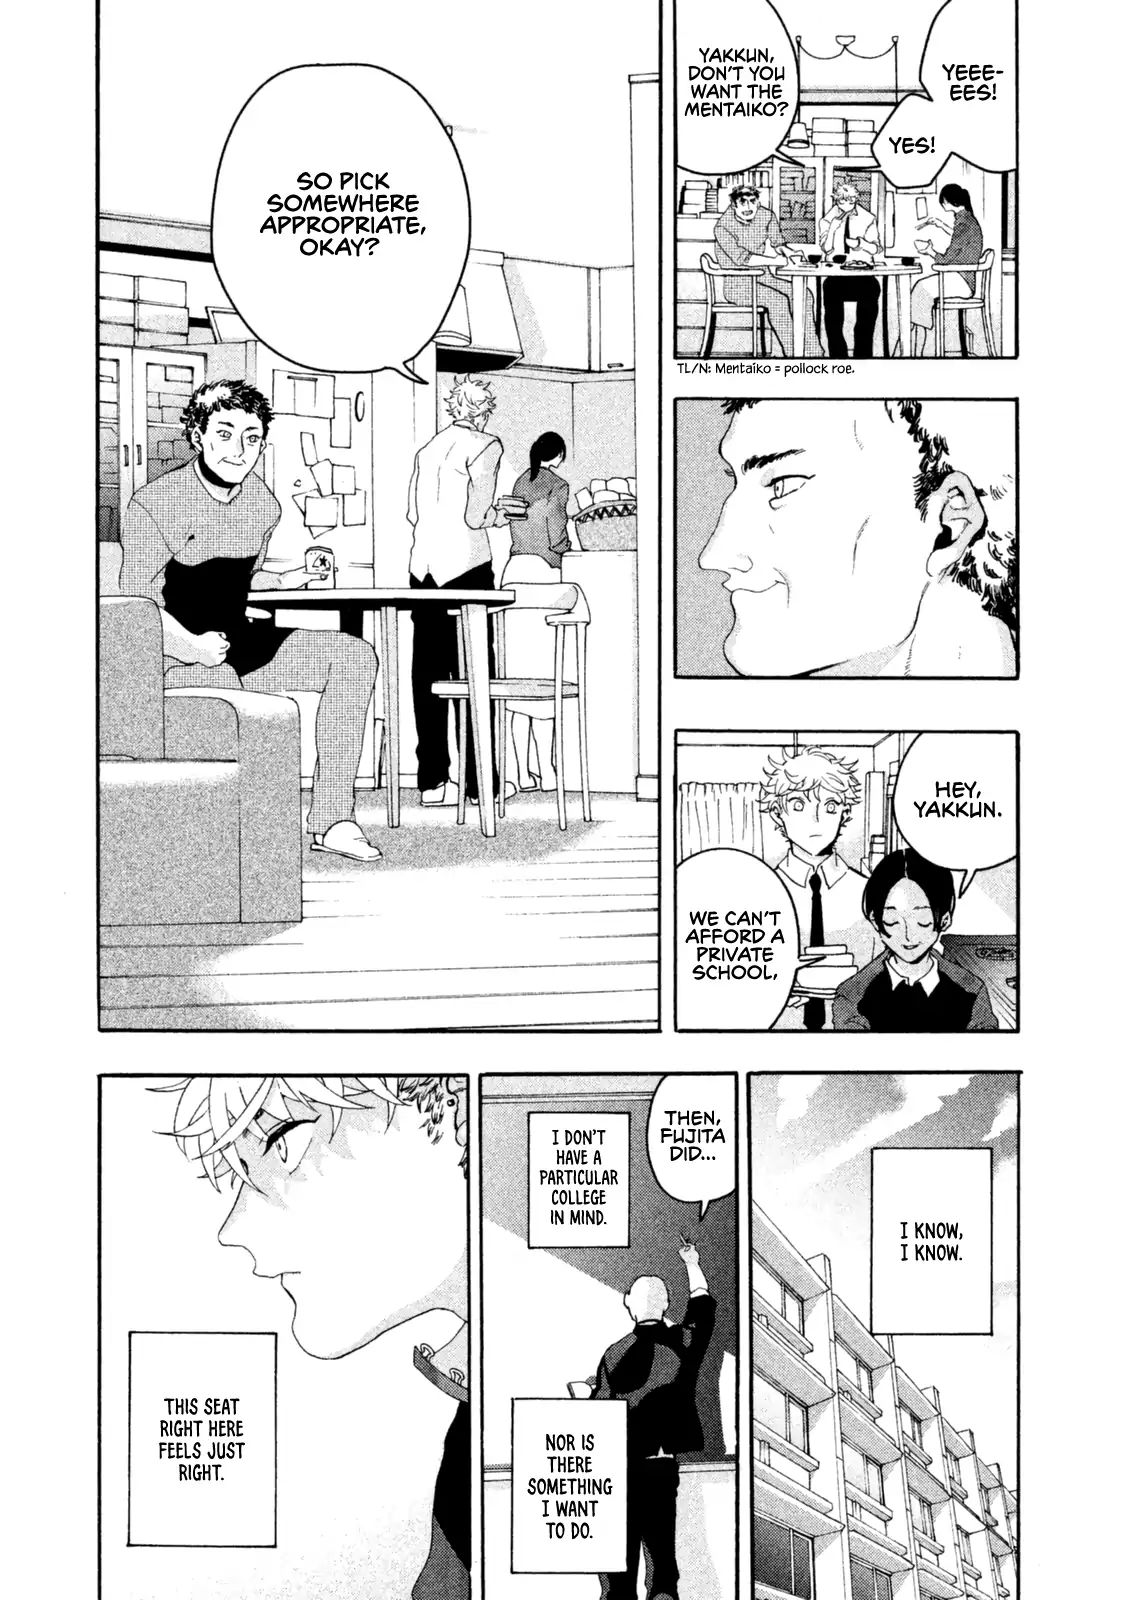 YEEE-
EES!
YES!
YAKKUN,
DON'T YOU
WANT THE
MENTAIKO?
TL/N: Mentaiko = pollock roe.
HEY,
YAKKUN.
WE CAN'T
AFFORD A
PRIVATE
SCHOOL,
SO PICK
SOMEWHERE
APPROPRIATE,
OKAY?
I KNOW,
I KNOW.
THEN,
FUJITA
DID...
I DON'T
HAVE A
PARTICULAR
COLLEGE
IN MIND.
NOR IS
THERE
SOMETHING
I WANT
TO DO.
THIS SEAT
RIGHT HERE
FEELS JUST
RIGHT.